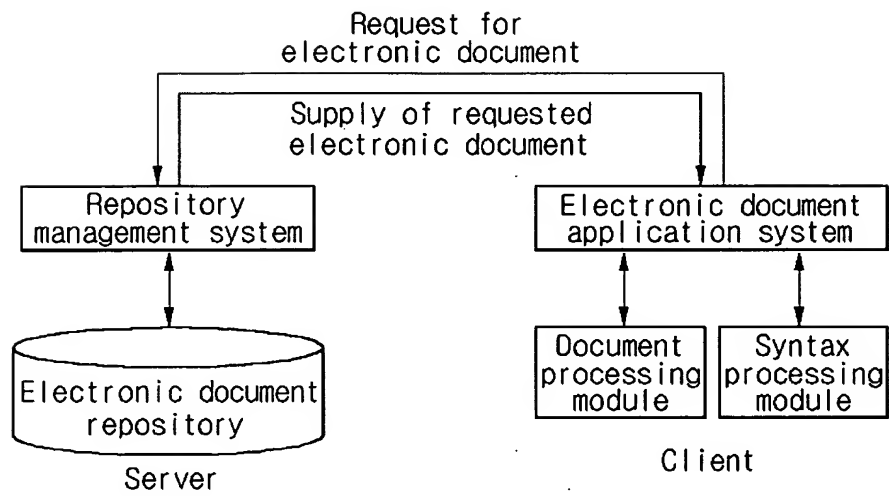 Request for
electronic document
Supply of requested
electronic document
Repository
management system
Electronic document
application system
Electronic document
repository
Document
processing
module
Syntax
processing
module
Server
Client